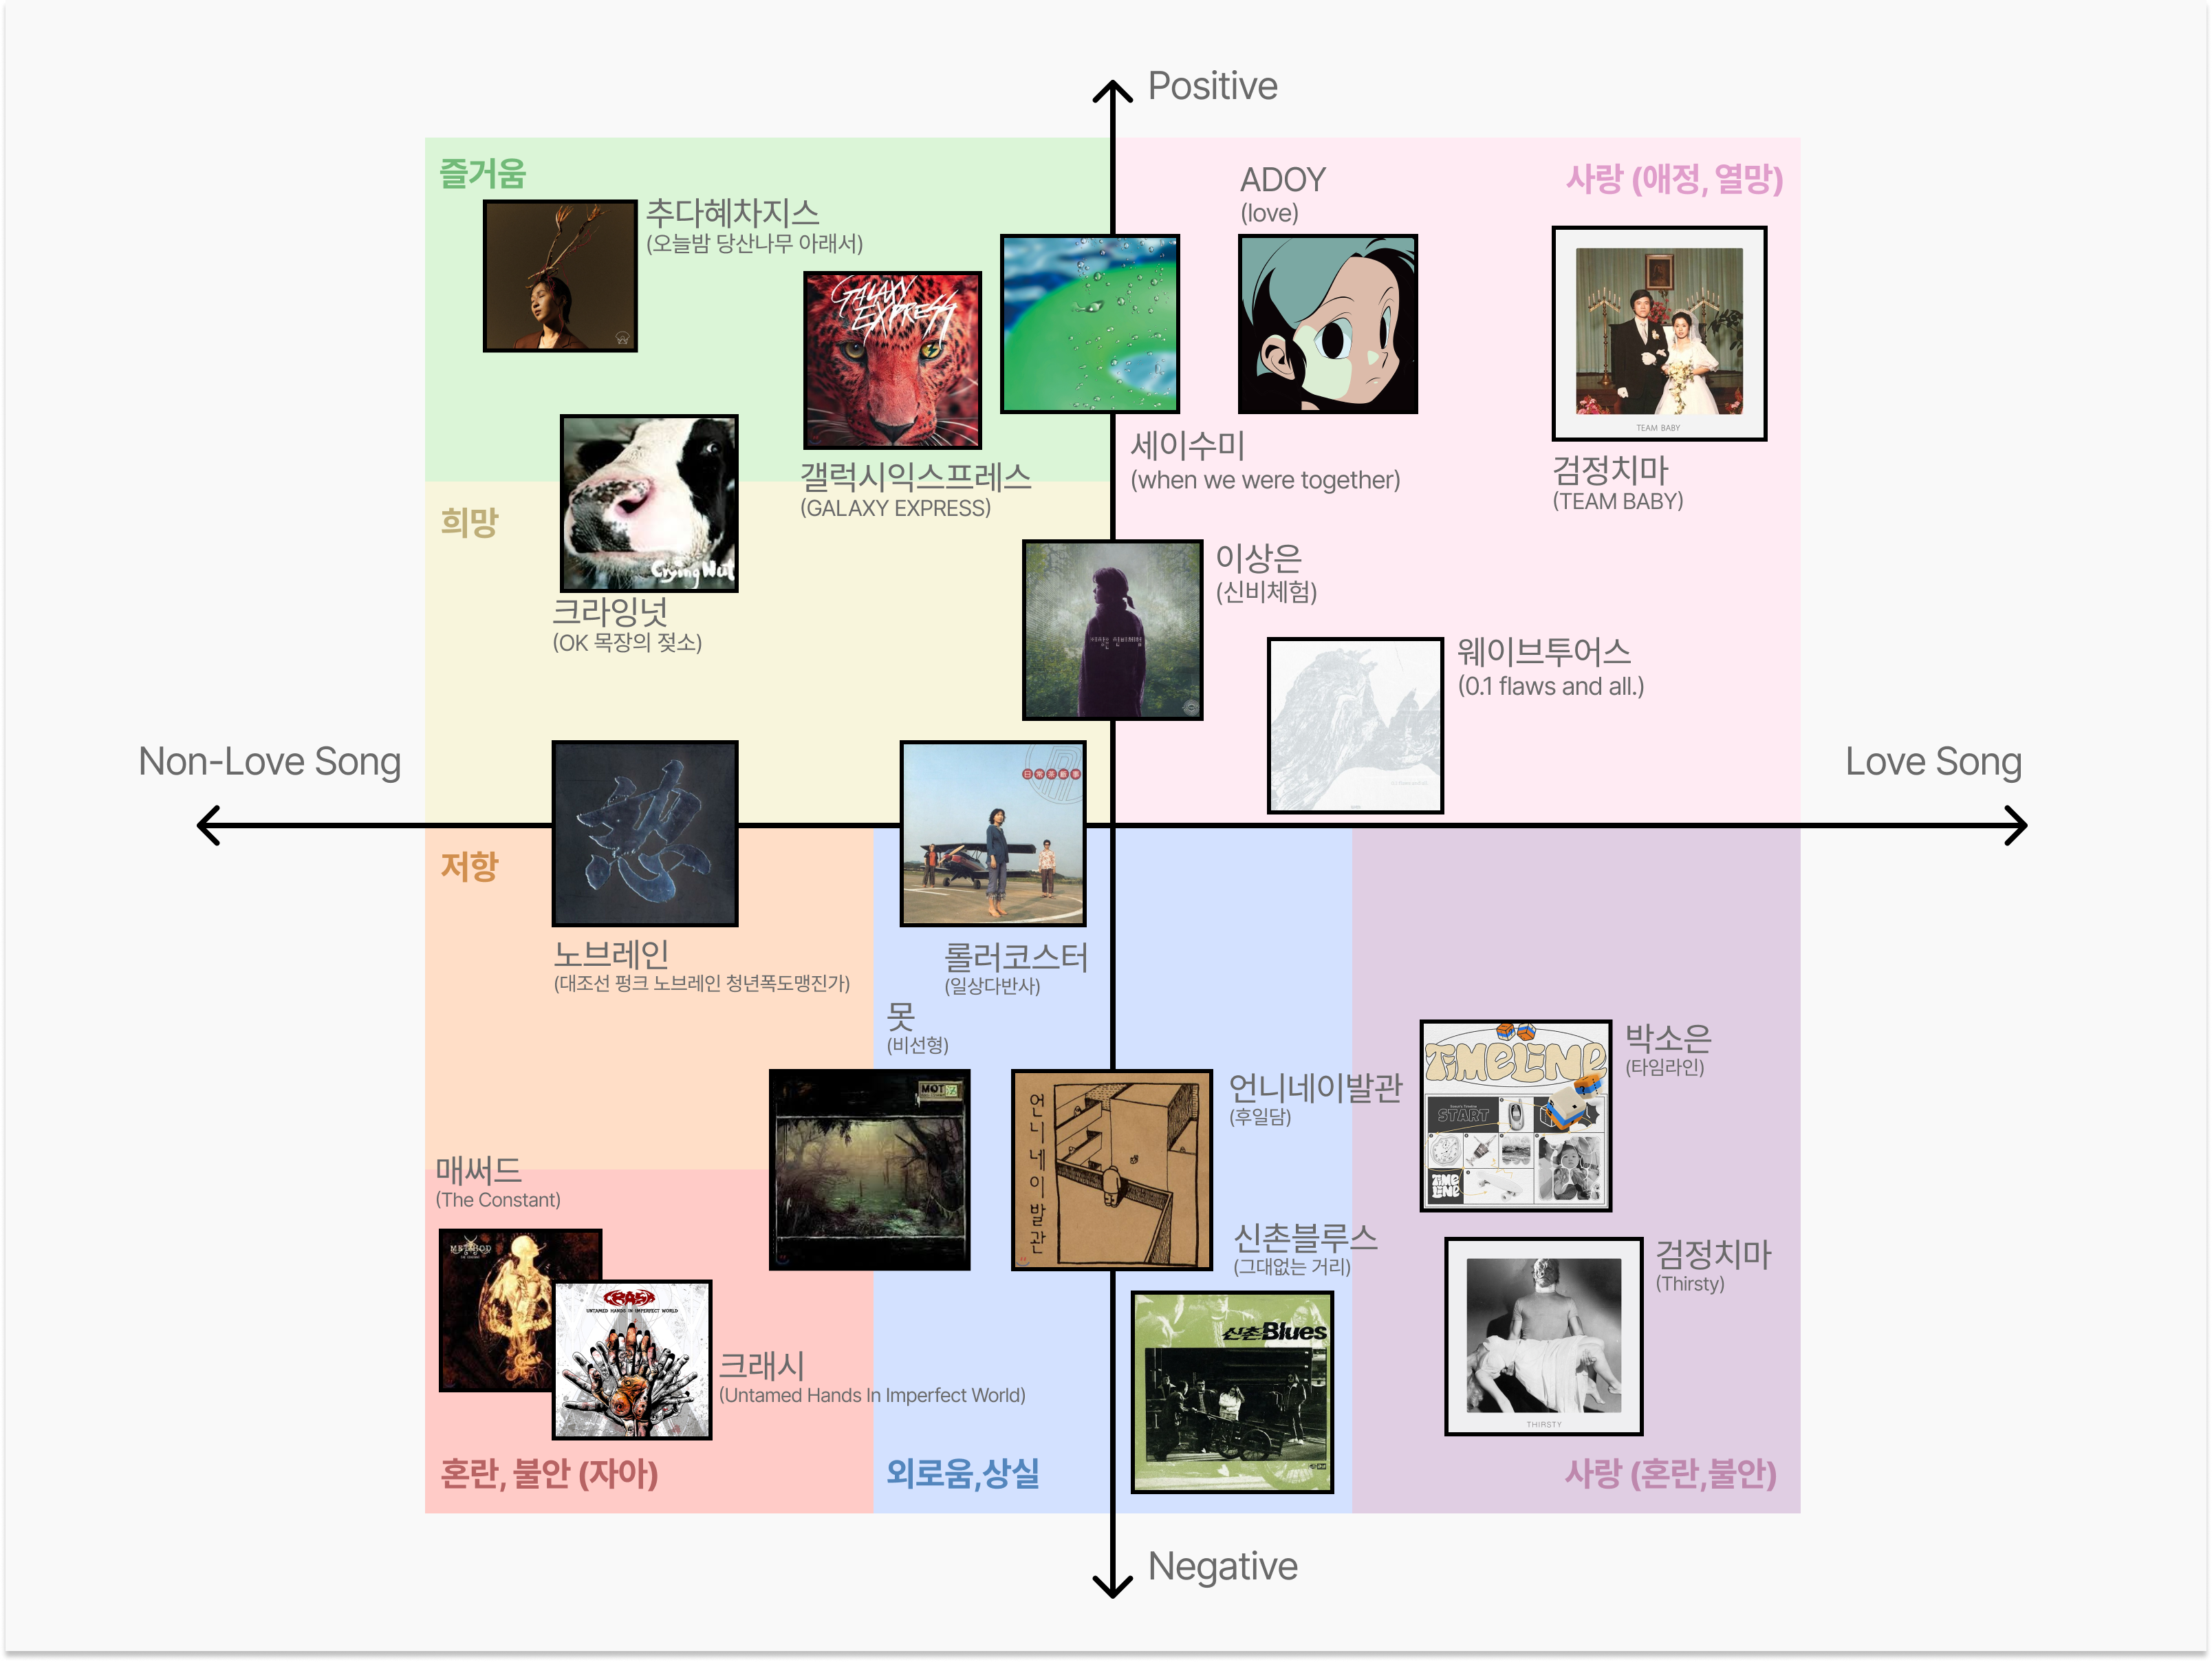 Positive
즐거움
사랑 (애정, 열망)
추다혜차지스
(오늘밤 당산나무 아래서)
ADOY
(love)
GALAXY
EXPRESS
갤럭시익스프레스
(GALAXY EXPRESS)
세이수미
(when we were together)
TEAM BABY
검정치마
(TEAM BABY)
희망
Crying Nut
크라잉넛
(OK 목장의 젖소)
이상은
(신비체험)
이상은 신비체험
웨이브투어스
(0.1 flaws and all.)
Non-Love Song
Love Song
저항
노브레인
(대조선 펑크 노브레인 청년폭도맹진가)
롤러코스터
(일상다반사)
못
(비선형)
MOT
언니네이발관
언니네이발관
(후일담)
TIMELINE
START
TIME
LINE
박소은
(타임라인)
매써드
(The Constant)
METHOD
CRASH
UNTAMED HANDS IN IMPERFECT WORLD
크래시
(Untamed Hands In Imperfect World)
신촌블루스
(그대없는 거리)
신촌Blues
검정치마
(Thirsty)
THIRSTY
혼란, 불안 (자아)
외로움,상실
사랑 (혼란,불안)
Negative